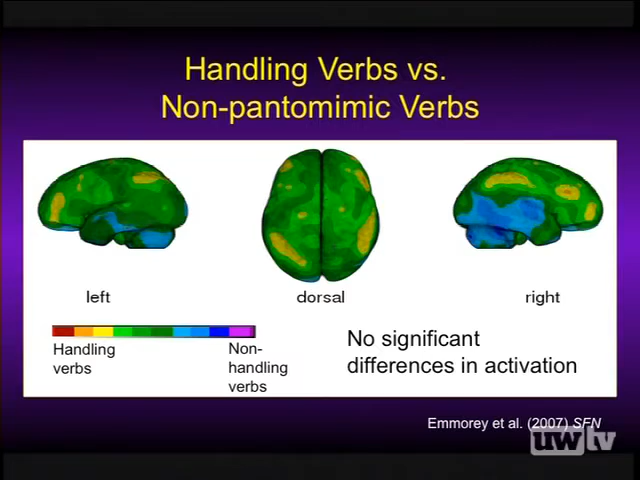 Handling Verbs vs.
Non-pantomimic Verbs
left
dorsal
right
Handling
verbs
Non-
handling
verbs
No significant
differences in activation
Emmorey et al. (2007) SFN
uwtv